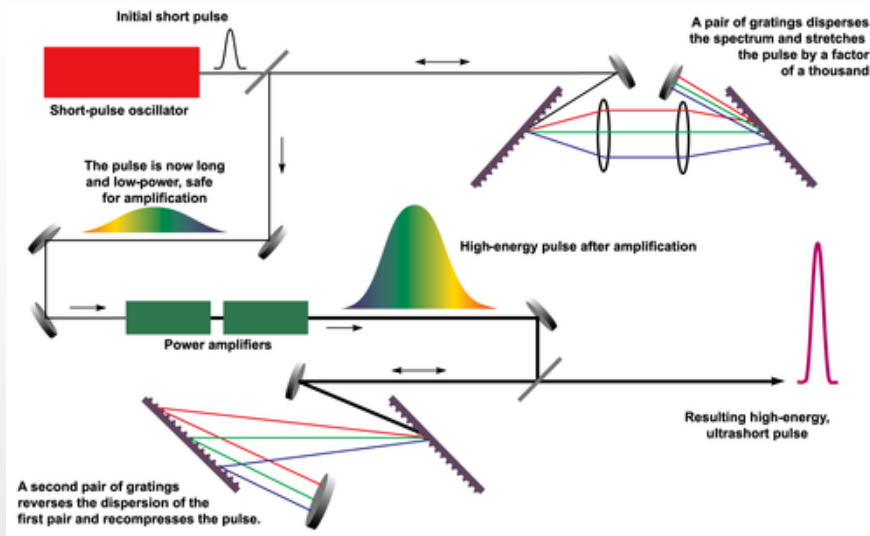 Initial short pulse
Short-pulse oscillator
A pair of gratings disperses
the spectrum and stretches
the pulse by a factor
of a thousand
The pulse is now long
and low-power, safe
for amplification
High-energy pulse after amplification
Power amplifiers
Resulting high-energy,
ultrashort pulse
A second pair of gratings
reverses the dispersion of the
first pair and recompresses the pulse.